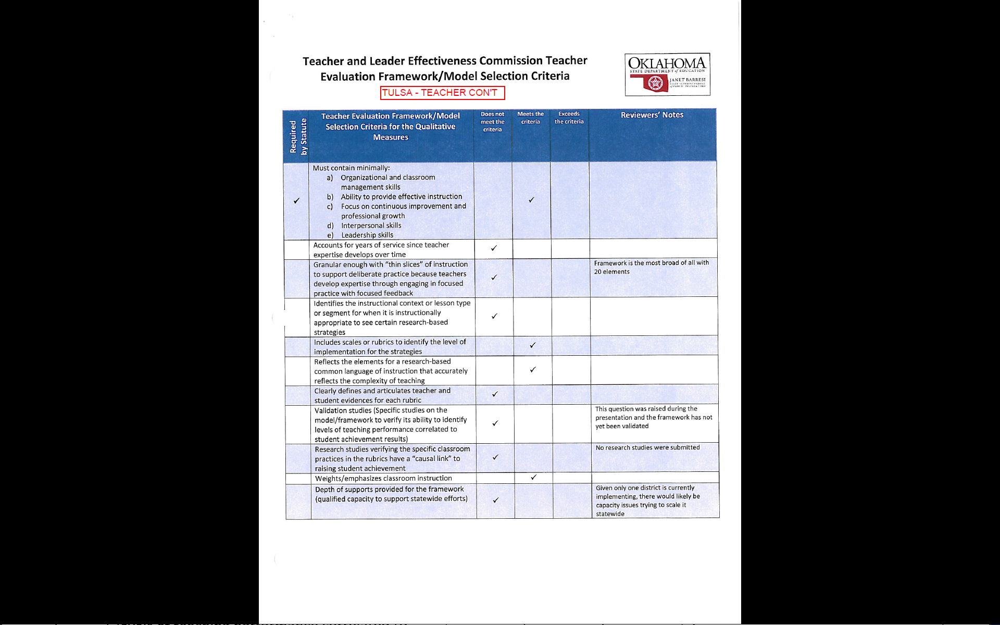 Teacher and Leader Effectiveness Commission Teacher
Evaluation Framework/Model Selection Criteria
TULSA - TEACHER CON'T
OKLAHOMA
STATE DEPARTMENT of EDUCATION
JANET BARRESI
STATE SUPERINTENDENT
of PUBLIC INSTRUCTION
Required
by Statute
Teacher Evaluation Framework/Model
Selection Criteria for the Qualitative
Measures
Does not
meet the
criteria
Meets the
criteria
Exceeds
the criteria
Reviewers' Notes
✓
Must contain minimally:
a) Organizational and classroom
management skills
b) Ability to provide effective instruction
c) Focus on continuous improvement and
professional growth
d) Interpersonal skills
e) Leadership skills
✓
Accounts for years of service since teacher
expertise develops over time
✓
Granular enough with "thin slices" of instruction
to support deliberate practice because teachers
develop expertise through engaging in focused
practice with focused feedback
✓
Framework is the most broad of all with
20 elements
Identifies the instructional context or lesson type
or segment for when it is instructionally
appropriate to see certain research-based
strategies
✓
Includes scales or rubrics to identify the level of
implementation for the strategies
✓
Reflects the elements for a research-based
common language of instruction that accurately
reflects the complexity of teaching
✓
Clearly defines and articulates teacher and
student evidences for each rubric
✓
Validation studies (Specific studies on the
model/framework to verify its ability to identify
levels of teaching performance correlated to
student achievement results)
✓
This question was raised during the
presentation and the framework has not
yet been validated
Research studies verifying the specific classroom
practices in the rubrics have a "causal link" to
raising student achievement
✓
No research studies were submitted
Weights/emphasizes classroom instruction
✓
Depth of supports provided for the framework
(qualified capacity to support statewide efforts)
✓
Given only one district is currently
implementing, there would likely be
capacity issues trying to scale it
statewide